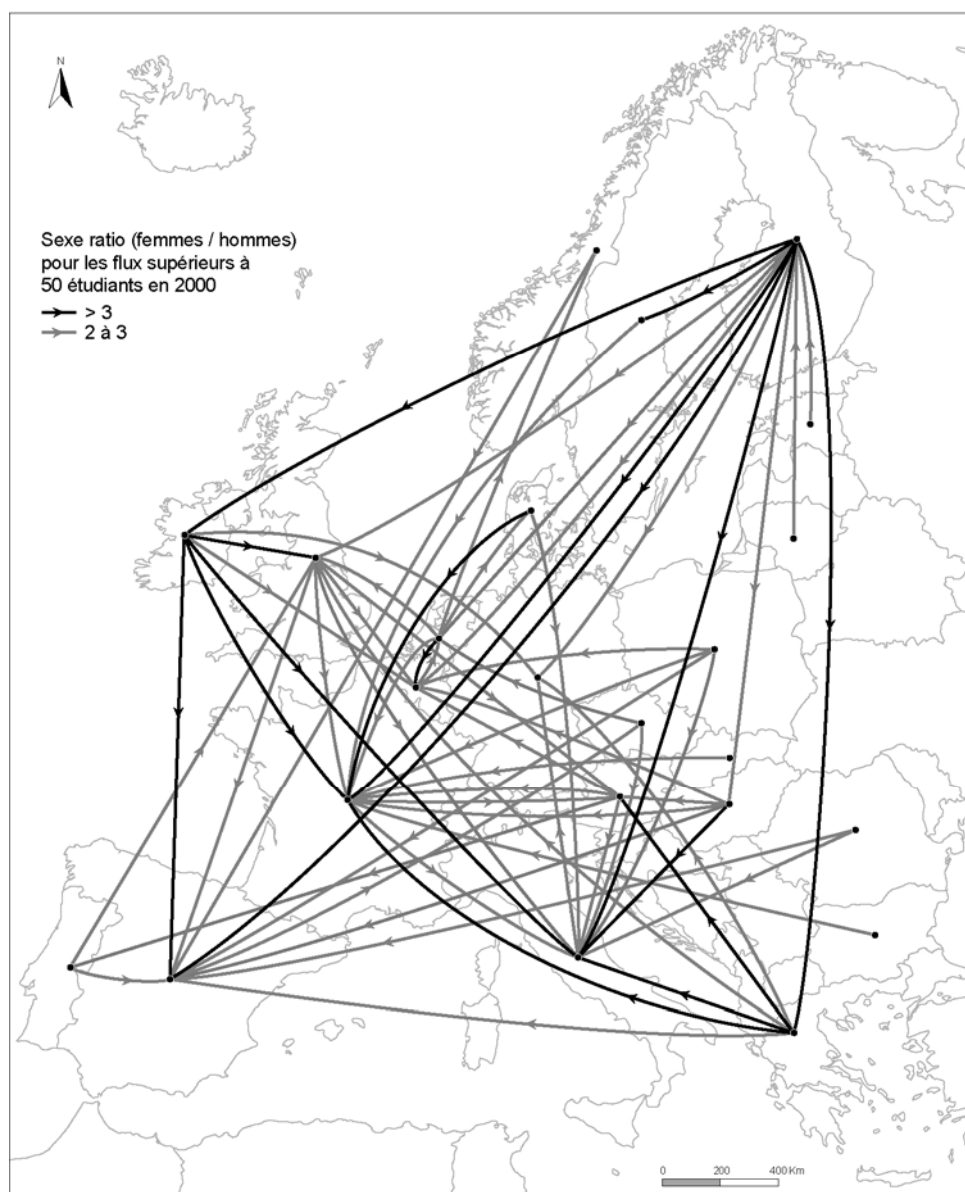 N
Sexe ratio (femmes / hommes)
pour les flux supérieurs à
50 étudiants en 2000
> 3
2 à 3
0 200 400 Km